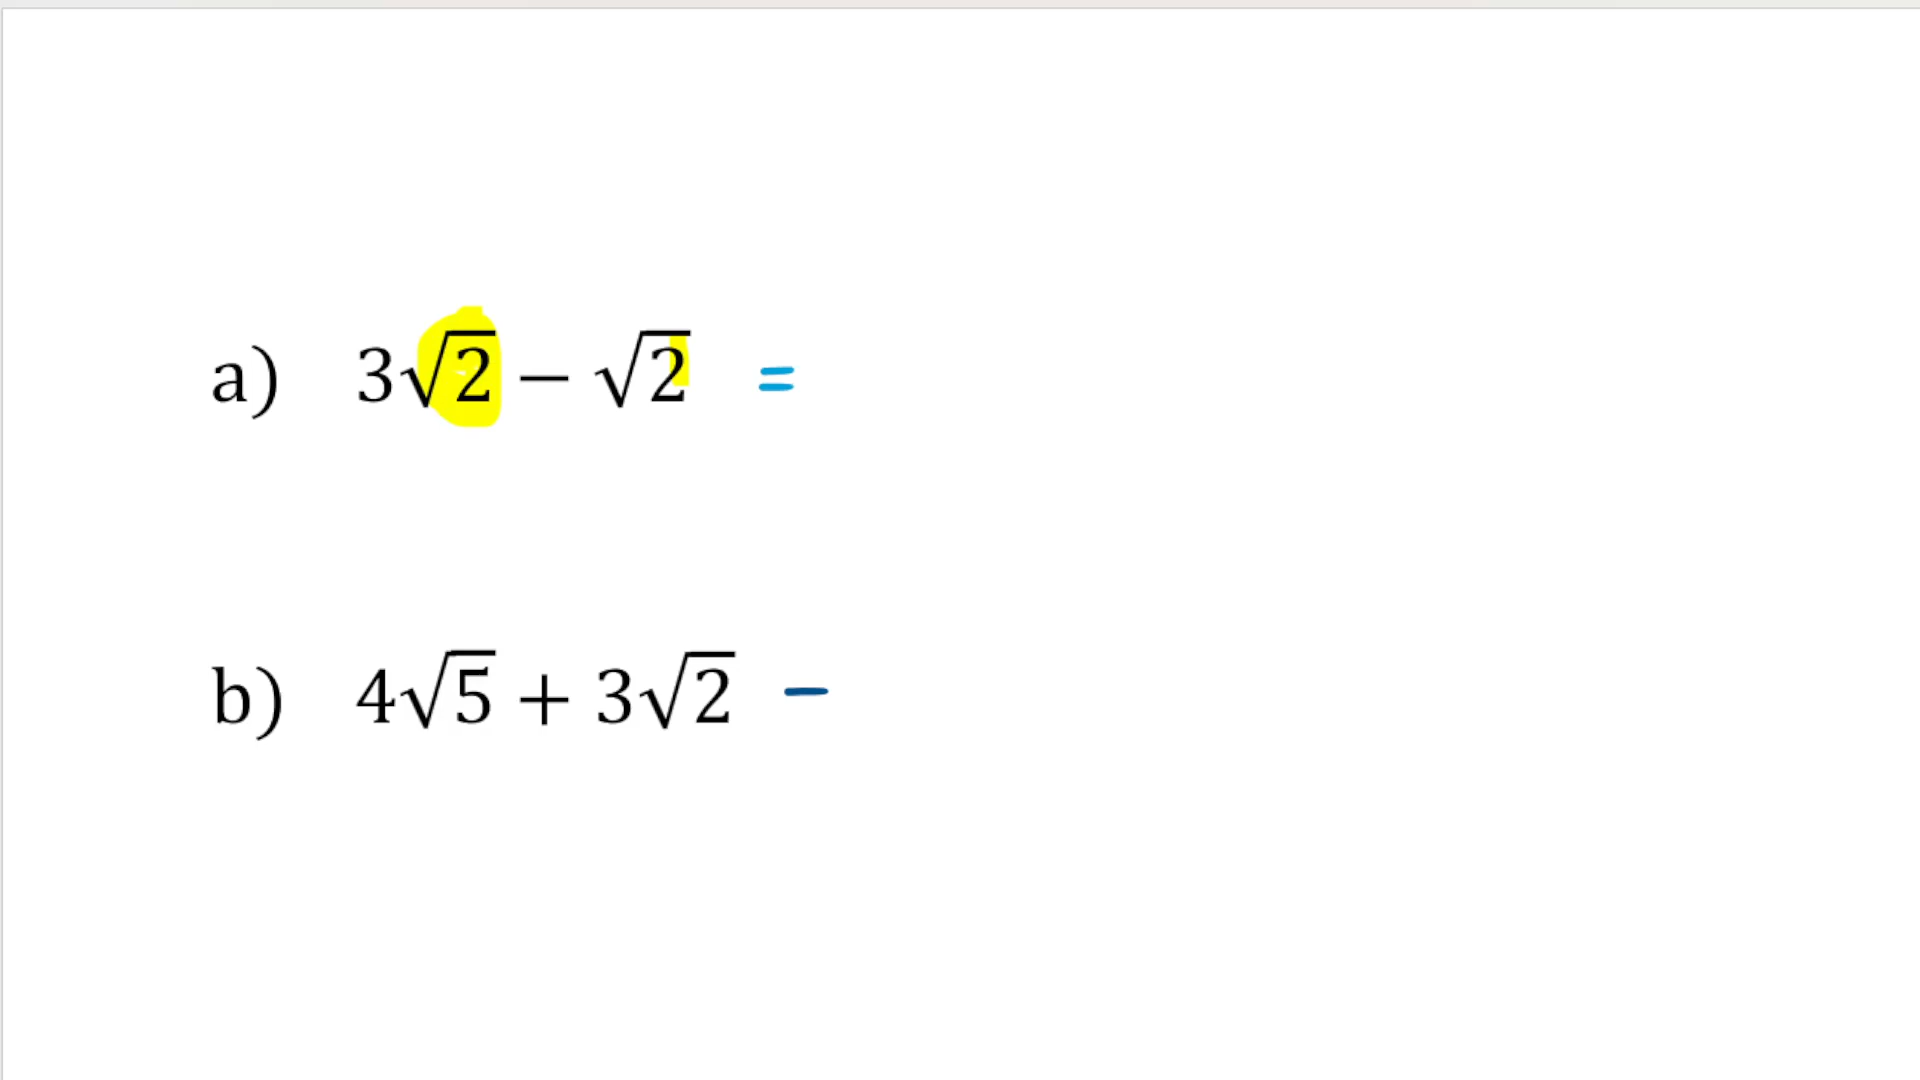 a) 3√2 − √2 =
b) 4√5 + 3√2 −